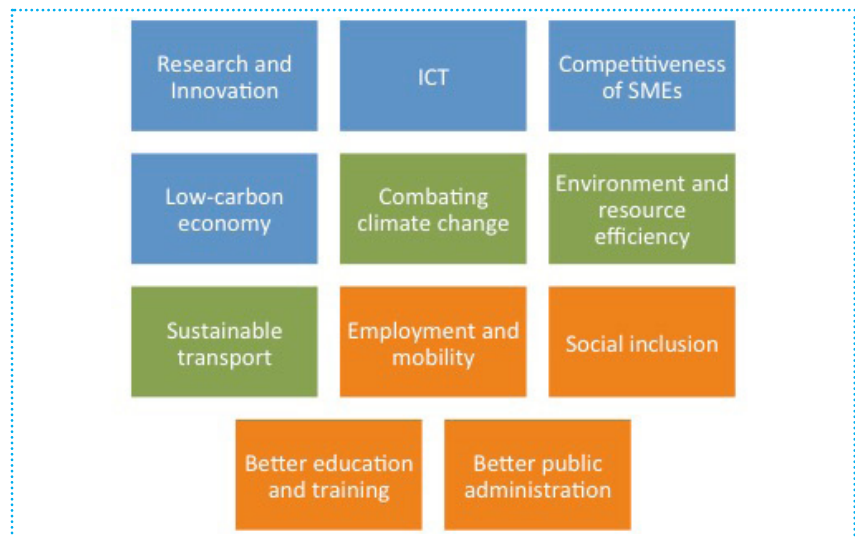 Research and
Innovation
ICT
Competitiveness
of SMEs
Low-carbon
economy
Combating
climate change
Environment and
resource
efficiency
Sustainable
transport
Employment and
mobility
Social inclusion
Better education
and training
Better public
administration